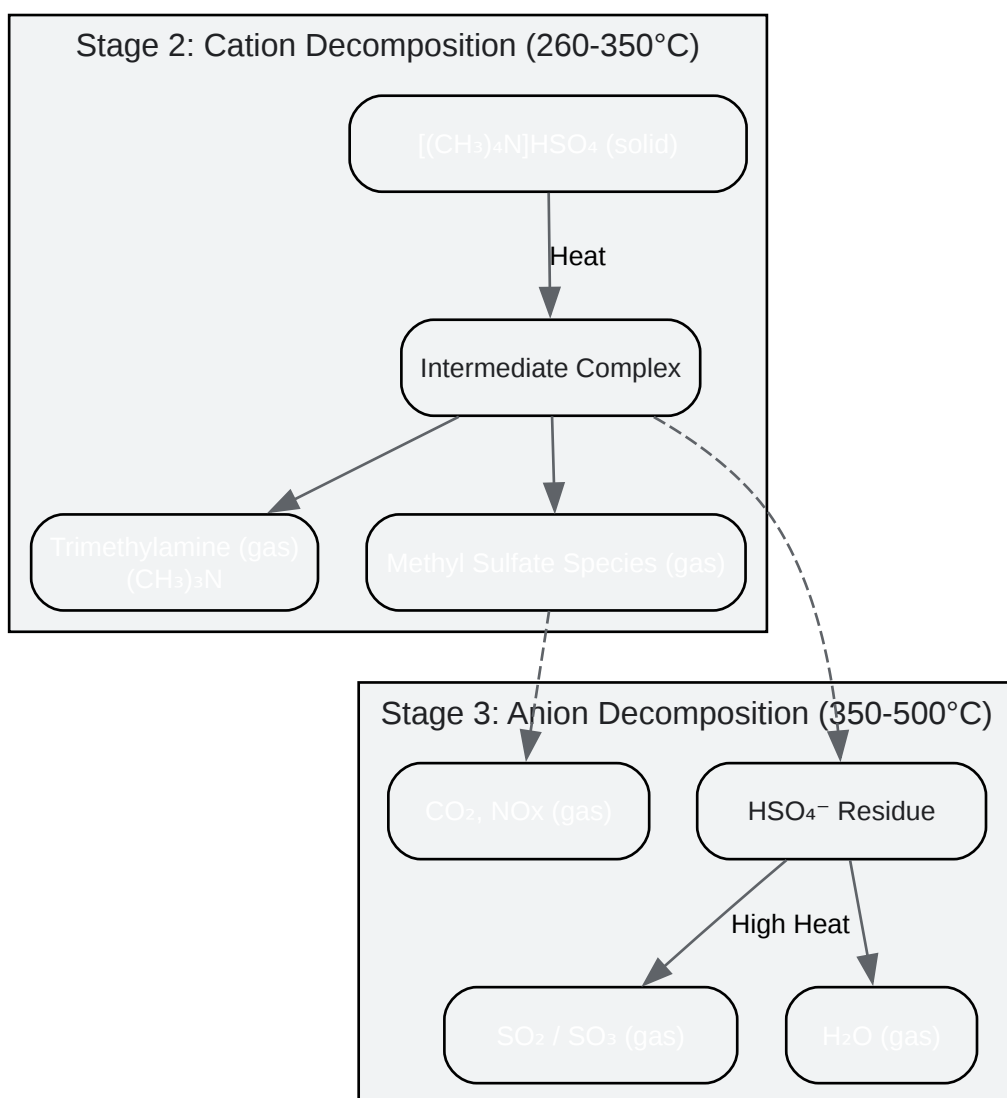 Stage 2: Cation Decomposition (260-350°C)
[(CH₃)₄N]HSO₄ (solid)
Heat
Intermediate Complex
Trimethylamine (gas)
(CH₃)₃N
Methyl Sulfate Species (gas)
Stage 3: Anion Decomposition (350-500°C)
CO₂, NOx (gas)
HSO₄⁻ Residue
High Heat
SO₂ / SO₃ (gas)
H₂O (gas)